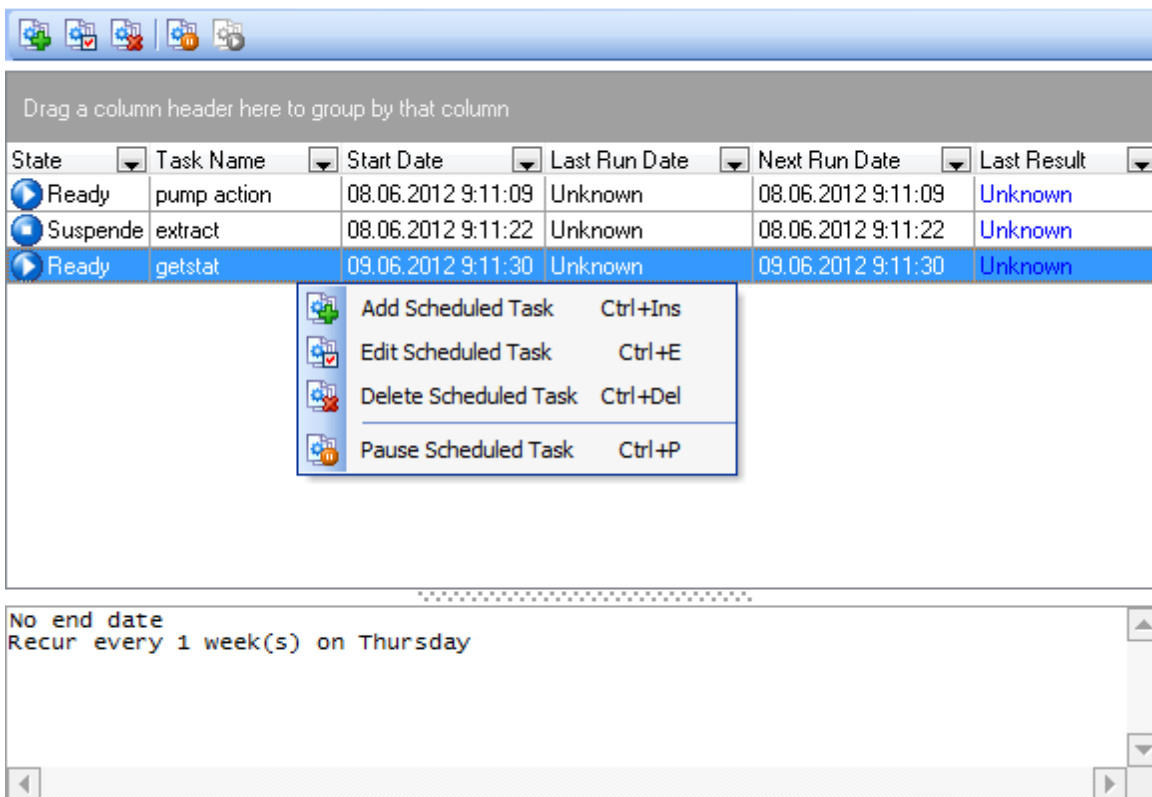 Drag a column header here to group by that column
State Task Name Start Date Last Run Date Next Run Date Last Result
Ready pump action 08.06.2012 9:11:09 Unknown 08.06.2012 9:11:09 Unknown
Suspende extract 08.06.2012 9:11:22 Unknown 08.06.2012 9:11:22 Unknown
Ready getstat 09.06.2012 9:11:30 Unknown 09.06.2012 9:11:30 Unknown
Add Scheduled Task Ctrl+Ins
Edit Scheduled Task Ctrl+E
Delete Scheduled Task Ctrl+Del
Pause Scheduled Task Ctrl+P
No end date
Recur every 1 week(s) on Thursday